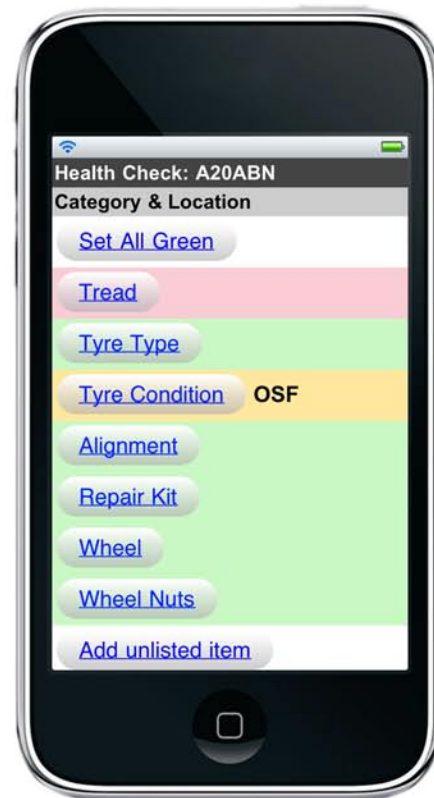 Health Check: A20ABN
Category & Location
Set All Green
Tread
Tyre Type
Tyre Condition OSF
Alignment
Repair Kit
Wheel
Wheel Nuts
Add unlisted item